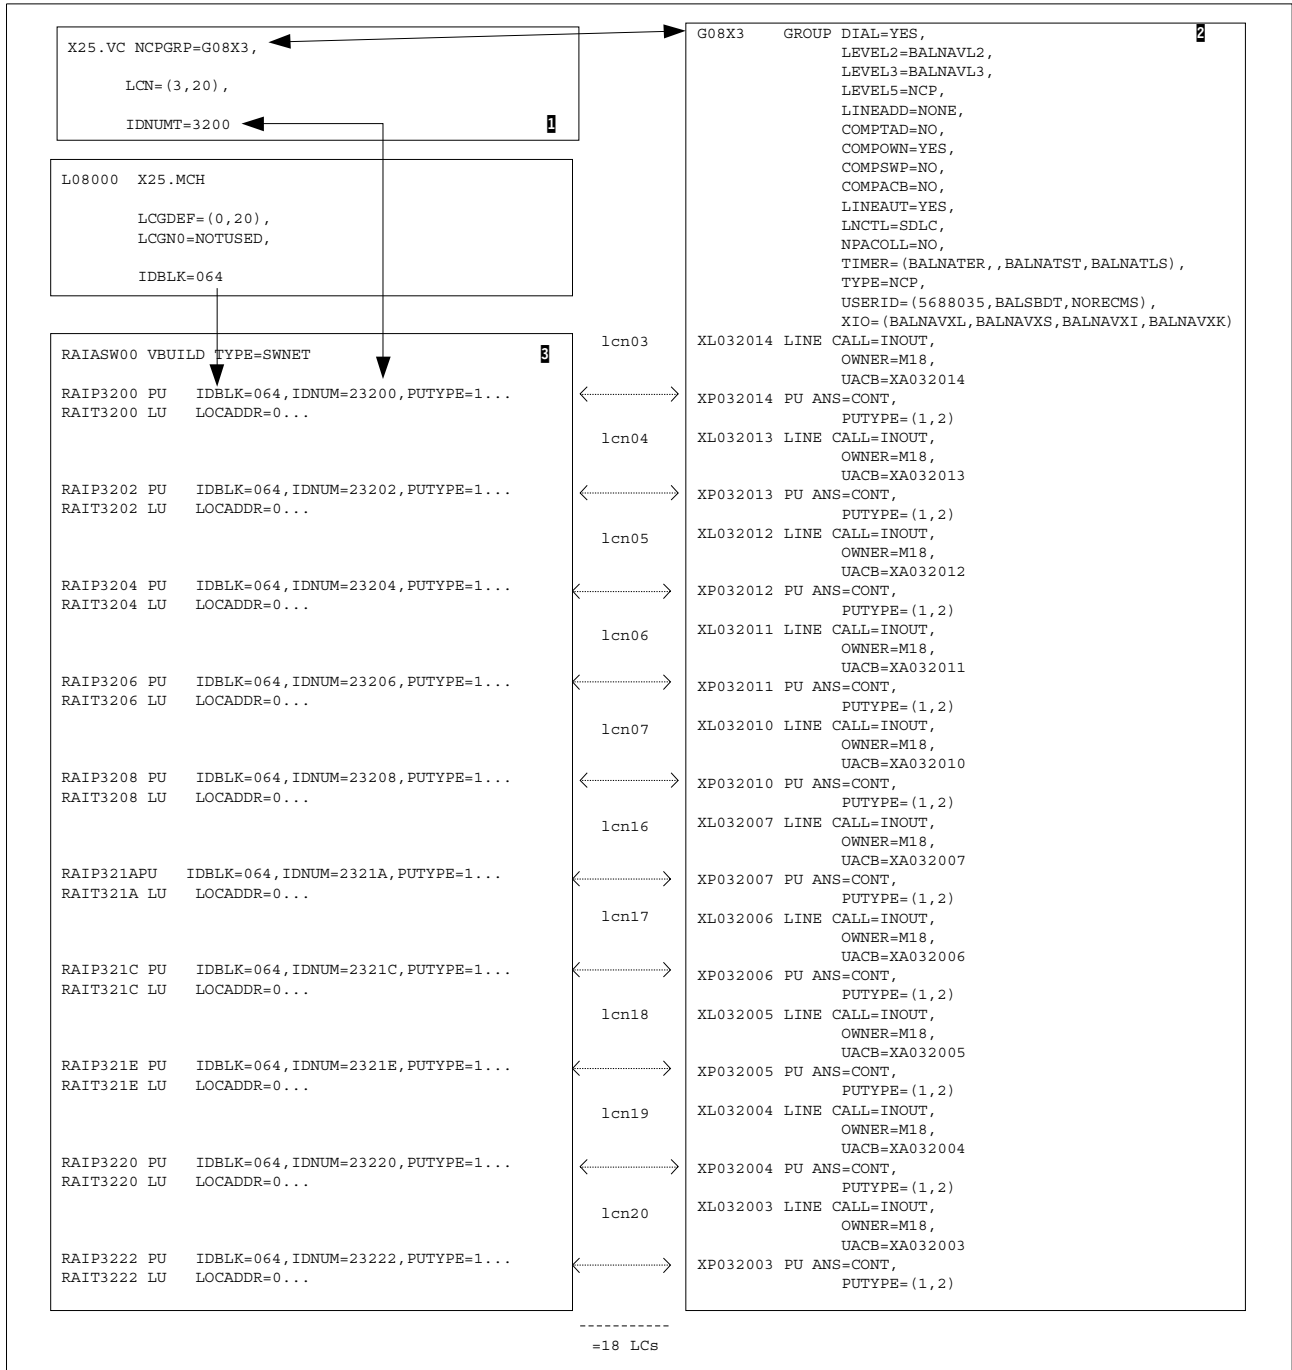 X25.VC NCPGRP=G08X3,
LCN=(3,20),
IDNUMT=3200
1
L08000 X25.MCH
LCGDEF=(0,20),
LCGN0=NOTUSED,
IDBLK=064
RAIASW00 VBUILD TYPE=SWNET
3
RAIP3200 PU IDBLK=064,IDNUM=23200,PUTYPE=1...
RAIT3200 LU LOCADDR=0...
RAIP3202 PU IDBLK=064,IDNUM=23202,PUTYPE=1...
RAIT3202 LU LOCADDR=0...
RAIP3204 PU IDBLK=064,IDNUM=23204,PUTYPE=1...
RAIT3204 LU LOCADDR=0...
RAIP3206 PU IDBLK=064,IDNUM=23206,PUTYPE=1...
RAIT3206 LU LOCADDR=0...
RAIP3208 PU IDBLK=064,IDNUM=23208,PUTYPE=1...
RAIT3208 LU LOCADDR=0...
RAIP321APU IDBLK=064,IDNUM=2321A,PUTYPE=1...
RAIT321A LU LOCADDR=0...
RAIP321C PU IDBLK=064,IDNUM=2321C,PUTYPE=1...
RAIT321C LU LOCADDR=0...
RAIP321E PU IDBLK=064,IDNUM=2321E,PUTYPE=1...
RAIT321E LU LOCADDR=0...
RAIP3220 PU IDBLK=064,IDNUM=23220,PUTYPE=1...
RAIT3220 LU LOCADDR=0...
RAIP3222 PU IDBLK=064,IDNUM=23222,PUTYPE=1...
RAIT3222 LU LOCADDR=0...
lcn03
lcn04
lcn05
lcn06
lcn07
lcn16
lcn17
lcn18
lcn19
lcn20
-----------
=18 LCs
G08X3 GROUP DIAL=YES,
2
LEVEL2=BALNAVL2,
LEVEL3=BALNAVL3,
LEVEL5=NCP,
LINEADD=NONE,
COMPTAD=NO,
COMPOWN=YES,
COMPSWP=NO,
COMPACB=NO,
LINEAUT=YES,
LNCTL=SDLC,
NPACOLL=NO,
TIMER=(BALNATER,,BALNATST,BALNATLS),
TYPE=NCP,
USERID=(5688035,BALSBDT,NORECMS),
XIO=(BALNAVXL,BALNAVXS,BALNAVXI,BALNAVXK)
XL032014 LINE CALL=INOUT,
OWNER=M18,
UACB=XA032014
XP032014 PU ANS=CONT,
PUTYPE=(1,2)
XL032013 LINE CALL=INOUT,
OWNER=M18,
UACB=XA032013
XP032013 PU ANS=CONT,
PUTYPE=(1,2)
XL032012 LINE CALL=INOUT,
OWNER=M18,
UACB=XA032012
XP032012 PU ANS=CONT,
PUTYPE=(1,2)
XL032011 LINE CALL=INOUT,
OWNER=M18,
UACB=XA032011
XP032011 PU ANS=CONT,
PUTYPE=(1,2)
XL032010 LINE CALL=INOUT,
OWNER=M18,
UACB=XA032010
XP032010 PU ANS=CONT,
PUTYPE=(1,2)
XL032007 LINE CALL=INOUT,
OWNER=M18,
UACB=XA032007
XP032007 PU ANS=CONT,
PUTYPE=(1,2)
XL032006 LINE CALL=INOUT,
OWNER=M18,
UACB=XA032006
XP032006 PU ANS=CONT,
PUTYPE=(1,2)
XL032005 LINE CALL=INOUT,
OWNER=M18,
UACB=XA032005
XP032005 PU ANS=CONT,
PUTYPE=(1,2)
XL032004 LINE CALL=INOUT,
OWNER=M18,
UACB=XA032004
XP032004 PU ANS=CONT,
PUTYPE=(1,2)
XL032003 LINE CALL=INOUT,
OWNER=M18,
UACB=XA032003
XP032003 PU ANS=CONT,
PUTYPE=(1,2)